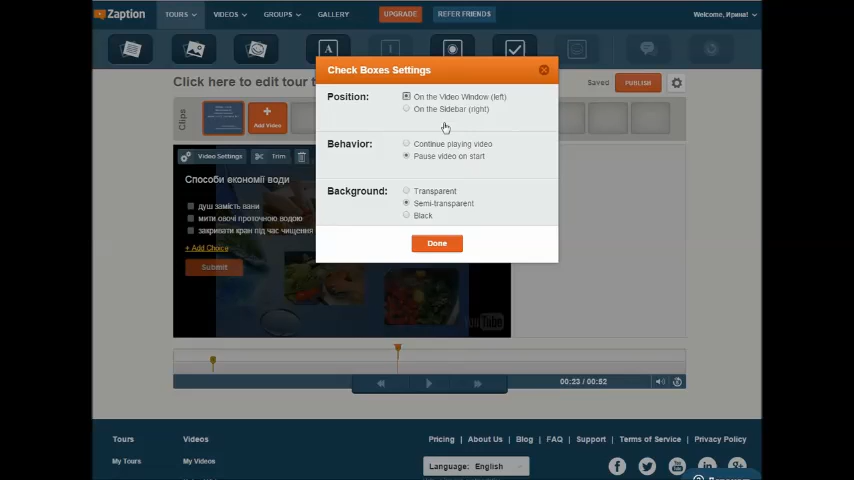 Zaption
TOURS
VIDEOS
GROUPS
GALLERY
UPGRADE
REFER FRIENDS
Welcome, Ирина!
A
Check Boxes Settings
Click here to edit tour t
Saved
PUBLISH
Position:
On the Video Window (left)
On the Sidebar (right)
Clips
Add Video
Behavior:
Continue playing video
Pause video on start
Video Settings
Trim
Способи економії води
Background:
Transparent
Semi-transparent
Black
душ замість вани
мити овочі проточною водою
закривати кран під час чищення
+ Add Choice
Submit
Done
YouTube
00:23 / 00:52
Tours
Videos
Pricing | About Us | Blog | FAQ | Support | Terms of Service | Privacy Policy
My Tours
My Videos
Language: English